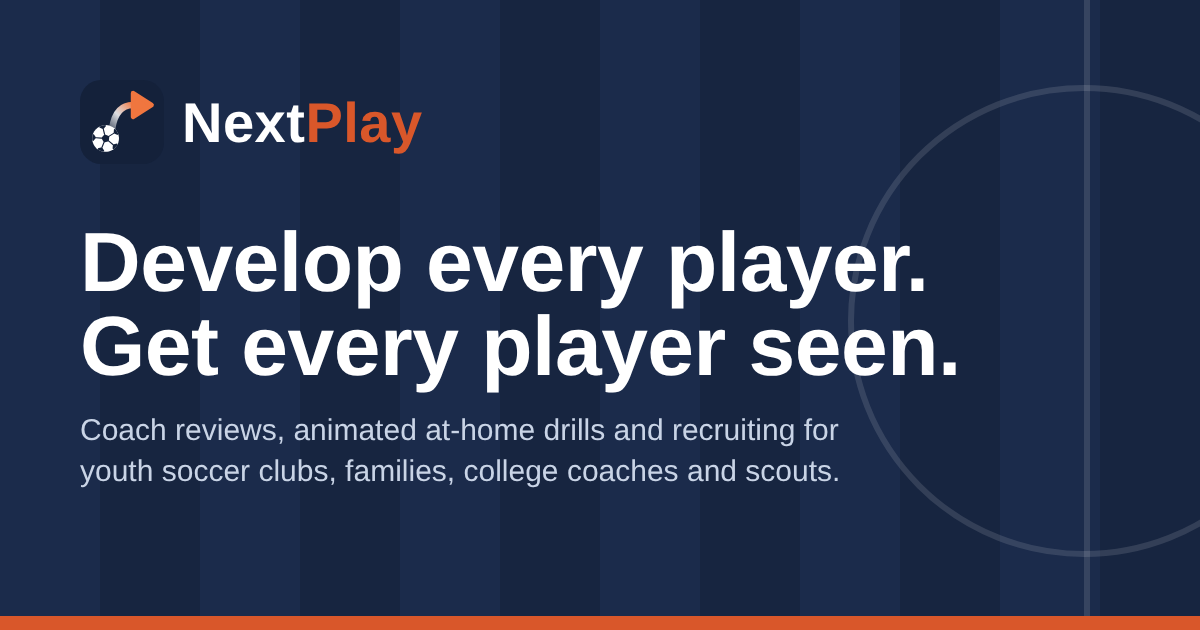 NextPlay
Develop every player.
Get every player seen.
Coach reviews, animated at-home drills and recruiting for
youth soccer clubs, families, college coaches and scouts.